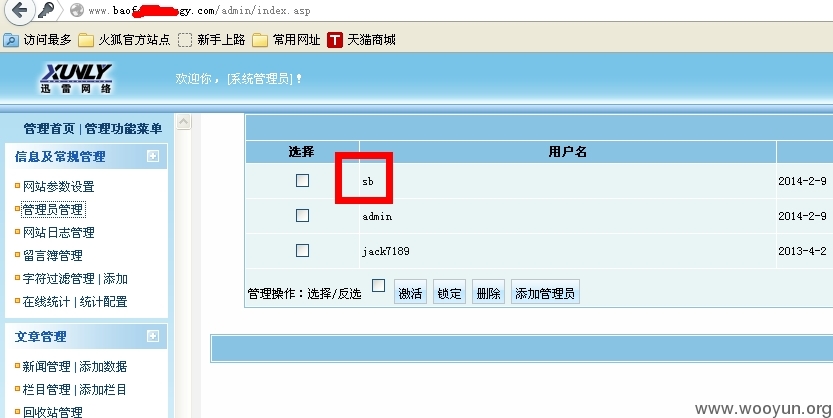 www.baof gy.com/admin/index.asp
访问最多 火狐官方站点 新手上路 常用网址 T 天猫商城
XUNLY
迅雷网络
欢迎你，[系统管理员]！
管理首页 | 管理功能菜单
信息及常规管理
网站参数设置
管理员管理
网站日志管理
留言簿管理
字符过滤管理 | 添加
在线统计 | 统计配置
文章管理
新闻管理 | 添加数据
栏目管理 | 添加栏目
回收站管理
选择 用户名
sb 2014-2-9
admin 2014-2-9
jack7189 2013-4-2
管理操作：选择/反选 激活 锁定 删除 添加管理员
www.wooyun.org